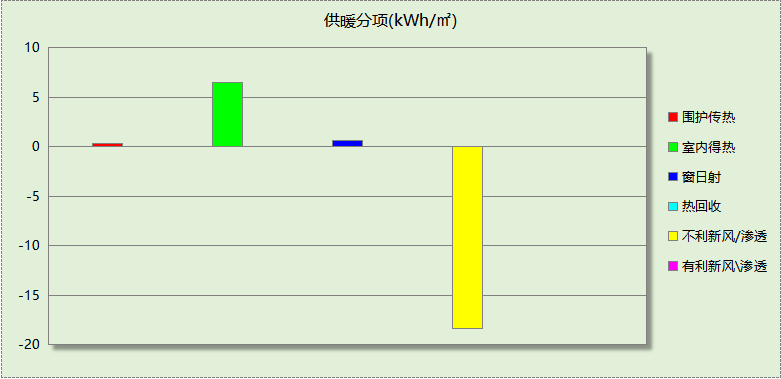 供暖分项(kWh/㎡)
10
5
0
-5
-10
-15
-20
围护传热
室内得热
窗日射
热回收
不利新风/渗透
有利新风\渗透